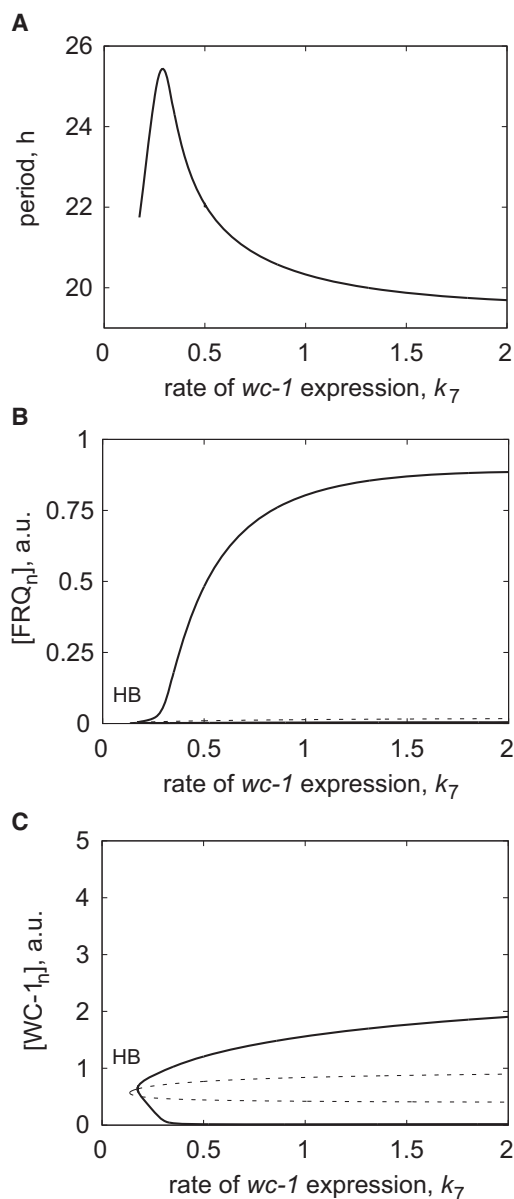 A
26
24
22
20
period, h
0
0.5
1
1.5
2
rate of wc-1 expression, k7
B
1
0.75
0.5
0.25
0
[FRQn], a.u.
HB
0
0.5
1
1.5
2
rate of wc-1 expression, k7
C
5
4
3
2
1
0
[WC-1n], a.u.
HB
0
0.5
1
1.5
2
rate of wc-1 expression, k7